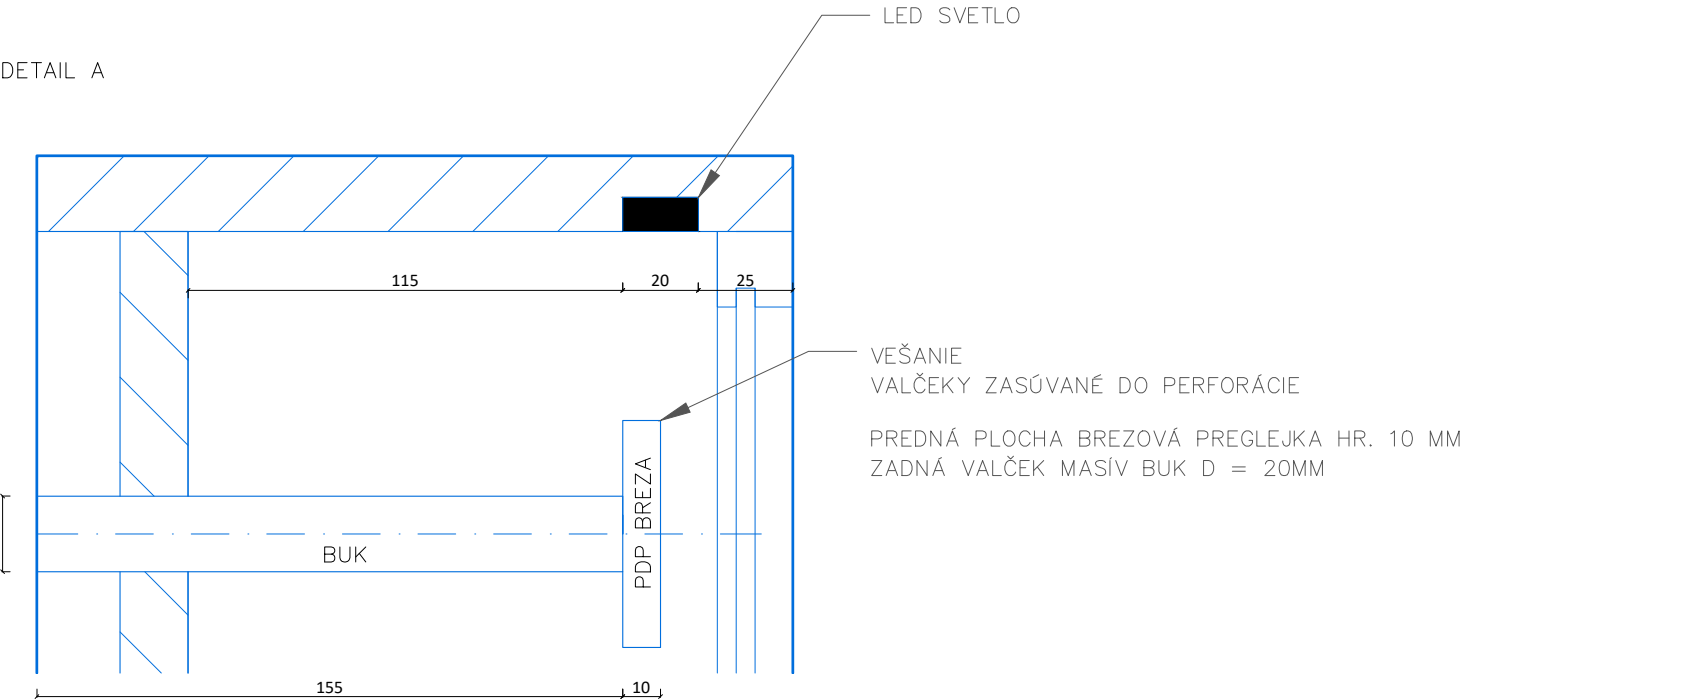 LED SVETLO
DETAIL A
115
20
25
VEŠANIE
VALČEKY ZASÚVANÉ DO PERFORÁCIE
PREDNÁ PLOCHA BREZOVÁ PREGLEJKA HR. 10 MM
ZADNÁ VALČEK MASÍV BUK D = 20MM
PDP BREZA
BUK
155
10